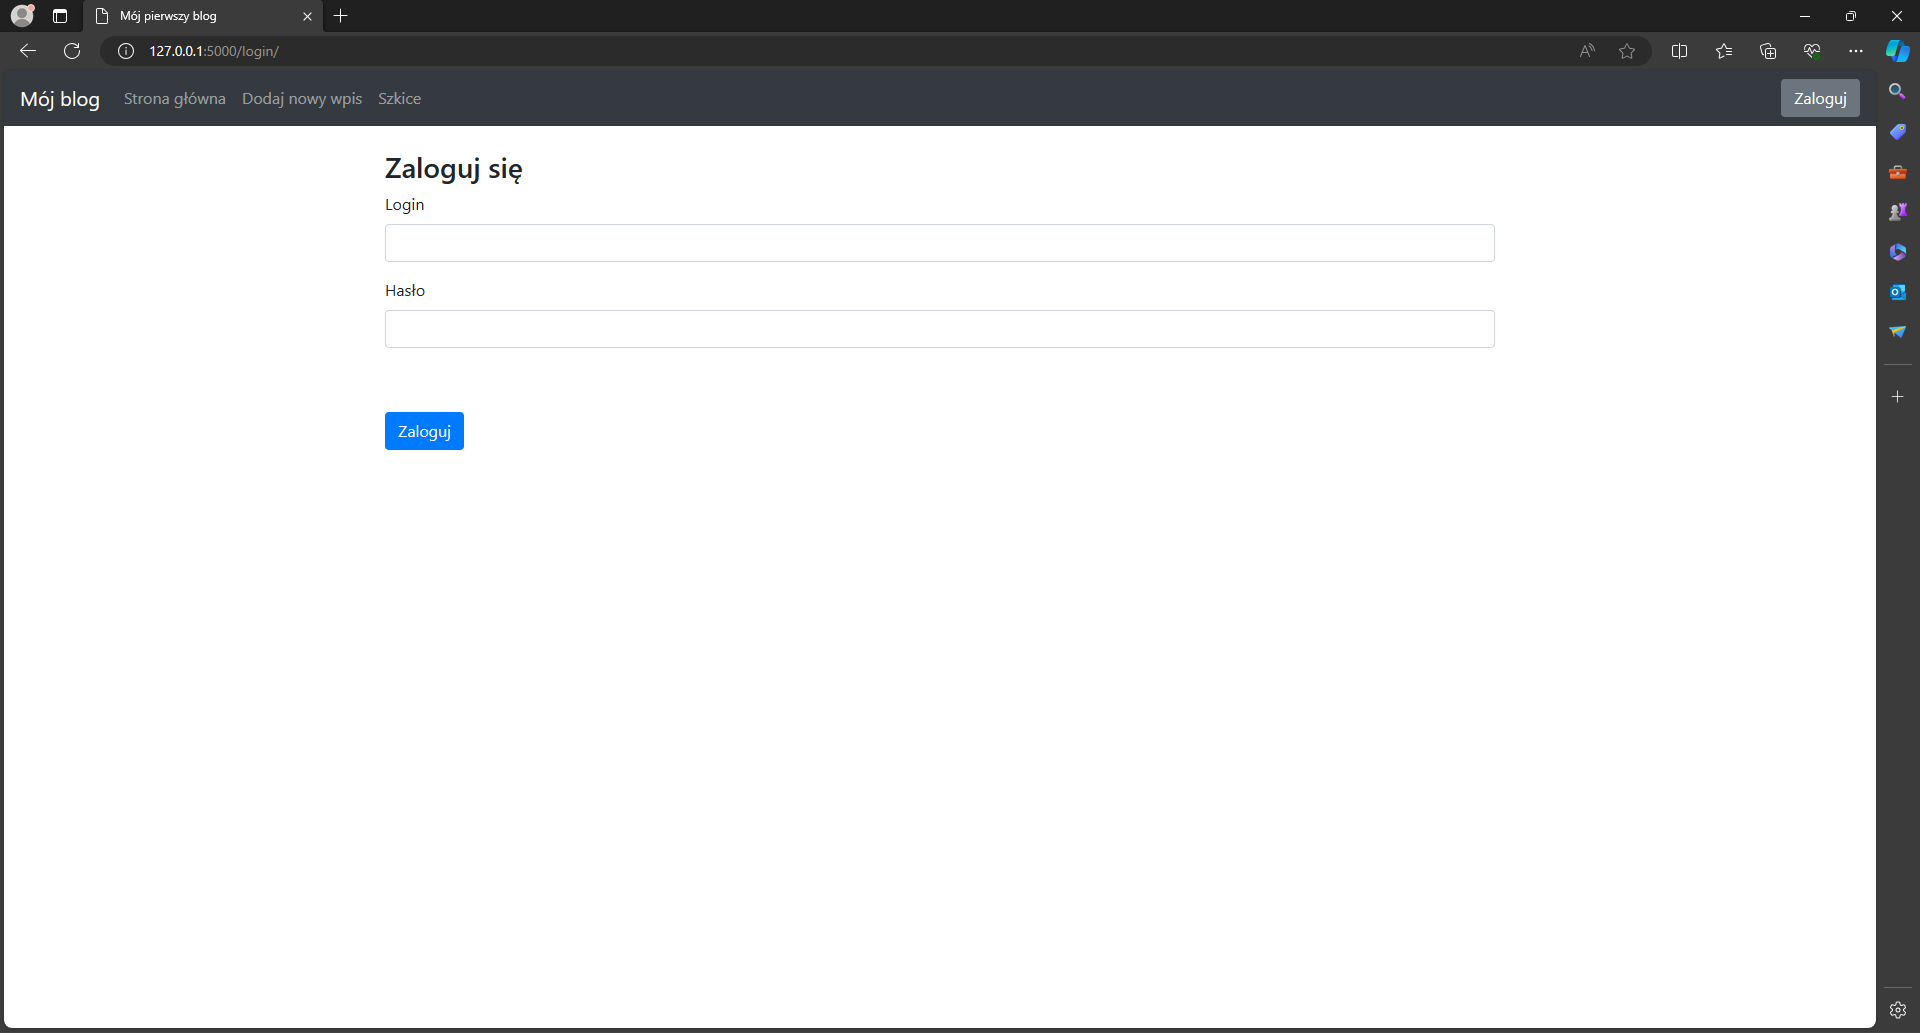 Mój pierwszy blog
127.0.0.1:5000/login/
Mój blog Strona główna Dodaj nowy wpis Szkice Zaloguj
Zaloguj się
Login
Hasło
Zaloguj